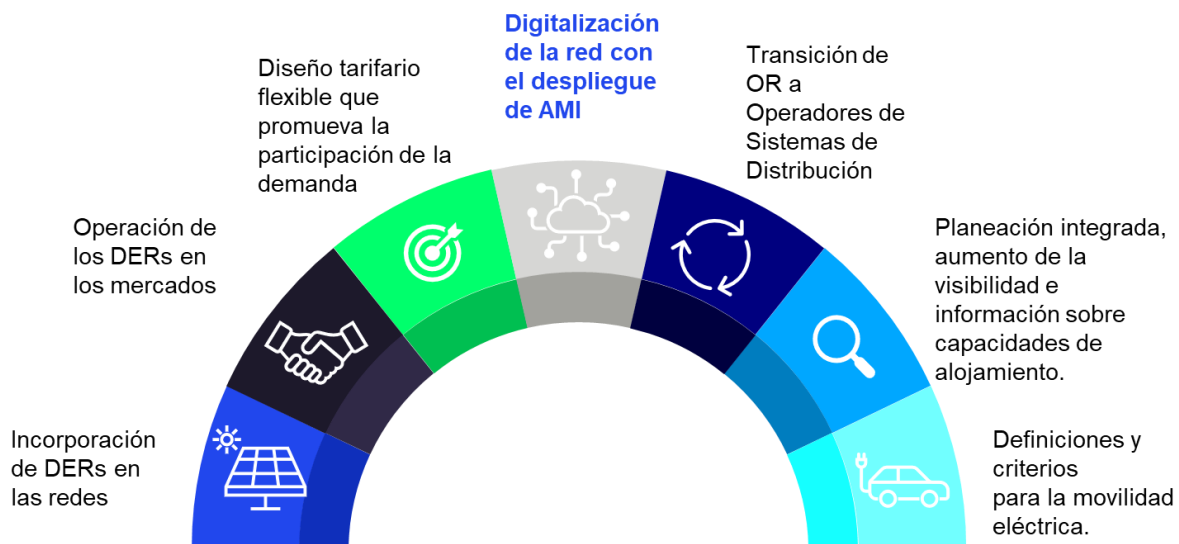 Incorporación
de DERs en
las redes
Operación de
los DERs en
los mercados
Diseño tarifario
flexible que
promueva la
participación de la
demanda
Digitalización
de la red con
el despliegue
de AMI
Transición de
OR a
Operadores de
Sistemas de
Distribución
Planeación integrada,
aumento de la
visibilidad e
información sobre
capacidades de
alojamiento.
Definiciones y
criterios
para la movilidad
eléctrica.